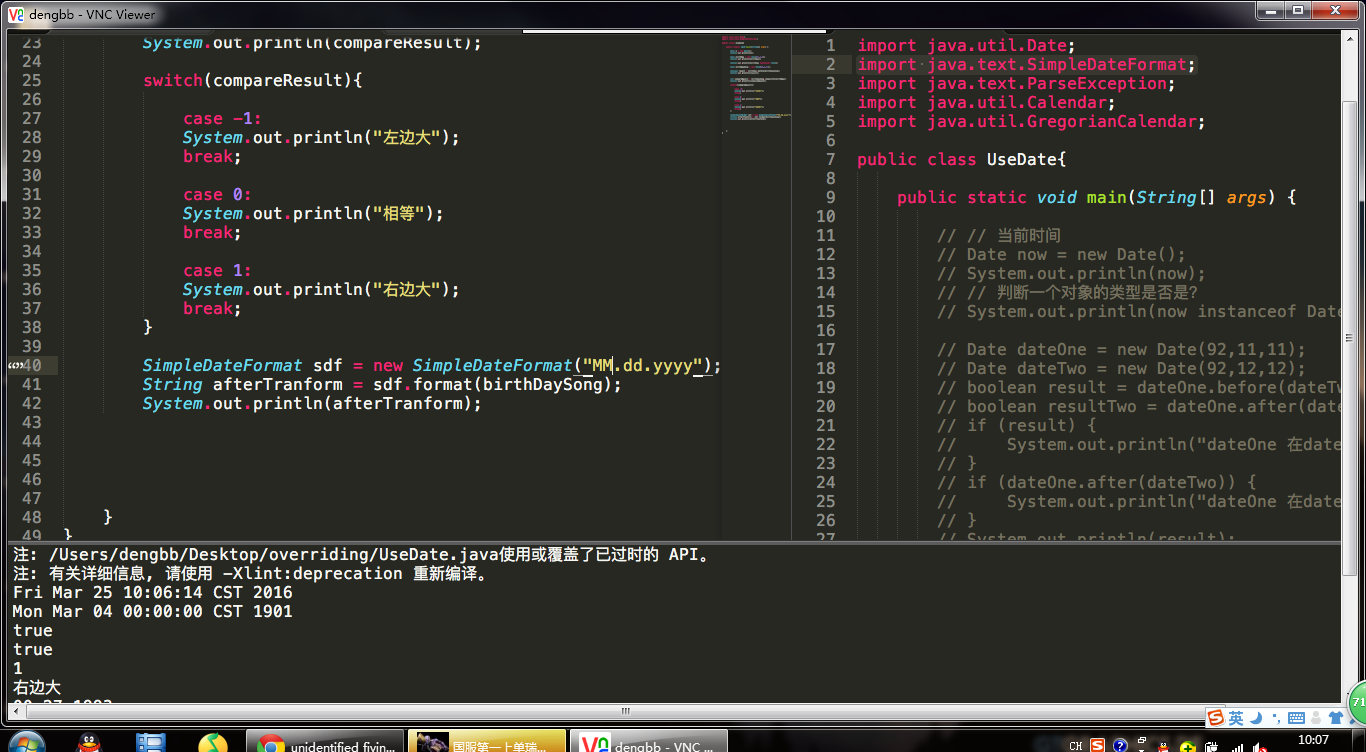 dengbb - VNC Viewer
23 System.out.println(compareResult);
24
25 switch(compareResult){
26
27 case -1:
28 System.out.println("左边大");
29 break;
30
31 case 0:
32 System.out.println("相等");
33 break;
34
35 case 1:
36 System.out.println("右边大");
37 break;
38 }
39
40 SimpleDateFormat sdf = new SimpleDateFormat("MM.dd.yyyy");
41 String afterTranform = sdf.format(birthDaySong);
42 System.out.println(afterTranform);
43
44
45
46
47
48 }
49 }
1 import java.util.Date;
2 import java.text.SimpleDateFormat;
3 import java.text.ParseException;
4 import java.util.Calendar;
5 import java.util.GregorianCalendar;
6
7 public class UseDate{
8
9 public static void main(String[] args) {
10
11 // // 当前时间
12 // Date now = new Date();
13 // System.out.println(now);
14 // // 判断一个对象的类型是否是?
15 // System.out.println(now instanceof Date
16
17 // Date dateOne = new Date(92,11,11);
18 // Date dateTwo = new Date(92,12,12);
19 // boolean result = dateOne.before(dateTw
20 // boolean resultTwo = dateOne.after(date
21 // if (result) {
22 // System.out.println("dateOne 在date
23 // }
24 // if (dateOne.after(dateTwo)) {
25 // System.out.println("dateOne 在date
26 // }
27 // System.out.println(result);
注: /Users/dengbb/Desktop/overriding/UseDate.java使用或覆盖了已过时的 API。
注: 有关详细信息, 请使用 -Xlint:deprecation 重新编译。
Fri Mar 25 10:06:14 CST 2016
Mon Mar 04 00:00:00 CST 1901
true
true
1
右边大
71
英
unidentified flyin...
国服第一上单瑞...
dengbb - VNC ...
CH
10:07